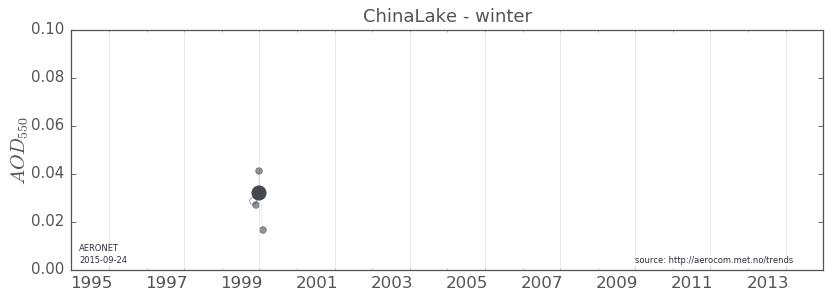 ChinaLake - winter
0.10
0.08
0.06
0.04
0.02
0.00
AOD550
AERONET
2015-09-24
source: http://aerocom.met.no/trends
1995 1997 1999 2001 2003 2005 2007 2009 2011 2013